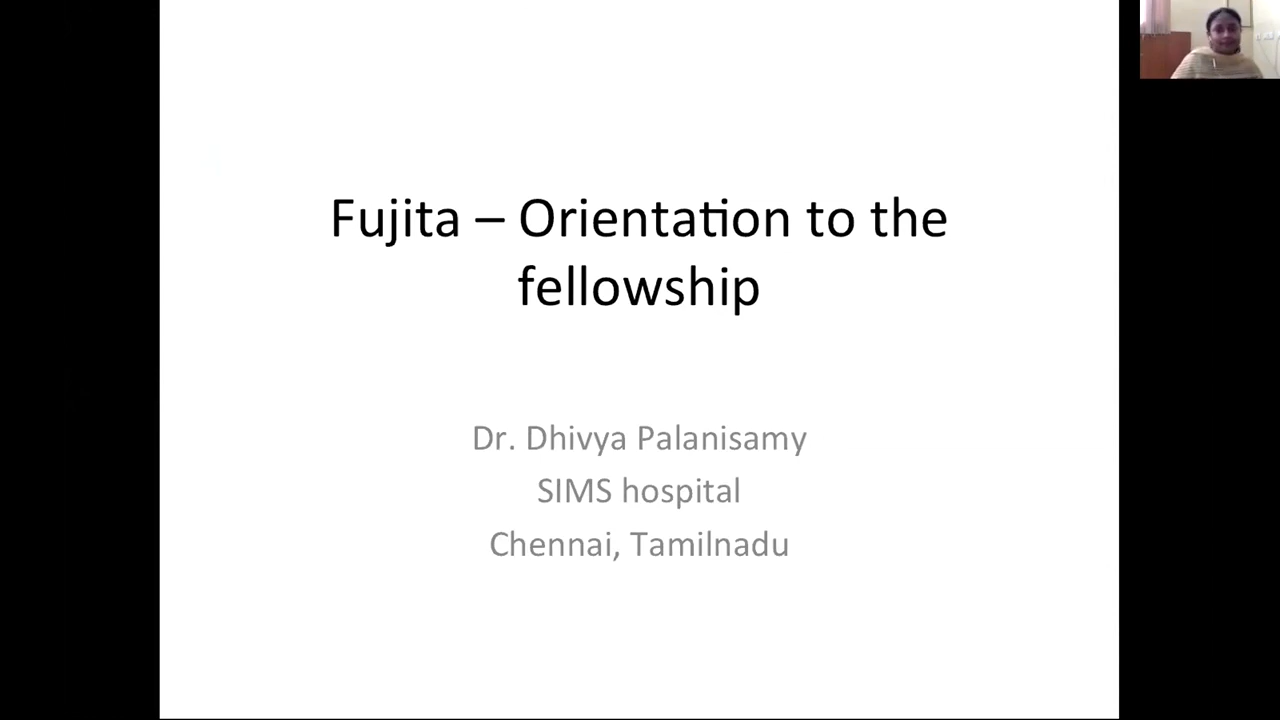 Fujita – Orientation to the
fellowship
Dr. Dhivya Palanisamy
SIMS hospital
Chennai, Tamilnadu